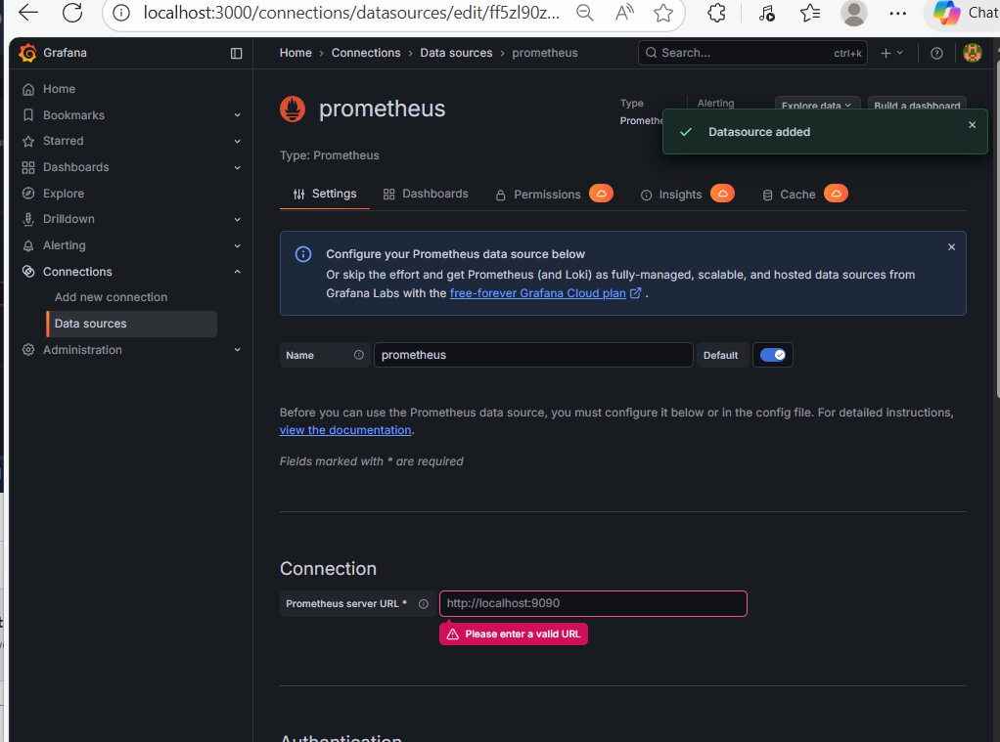 localhost:3000/connections/datasources/edit/ff5zl90z...
Chat
Grafana
Home › Connections › Data sources › prometheus
Search...
ctrl+k
Home
Bookmarks
Starred
Dashboards
Explore
Drilldown
Alerting
Connections
Add new connection
Data sources
Administration
prometheus
Type
Alerting
Explore data
Build a dashboard
Prometheu
Datasource added
Type: Prometheus
Settings
Dashboards
Permissions
Insights
Cache
Configure your Prometheus data source below
Or skip the effort and get Prometheus (and Loki) as fully-managed, scalable, and hosted data sources from
Grafana Labs with the free-forever Grafana Cloud plan .
Name
prometheus
Default
Before you can use the Prometheus data source, you must configure it below or in the config file. For detailed instructions,
view the documentation.
Fields marked with * are required
Connection
Prometheus server URL *
http://localhost:9090
Please enter a valid URL
Authentication